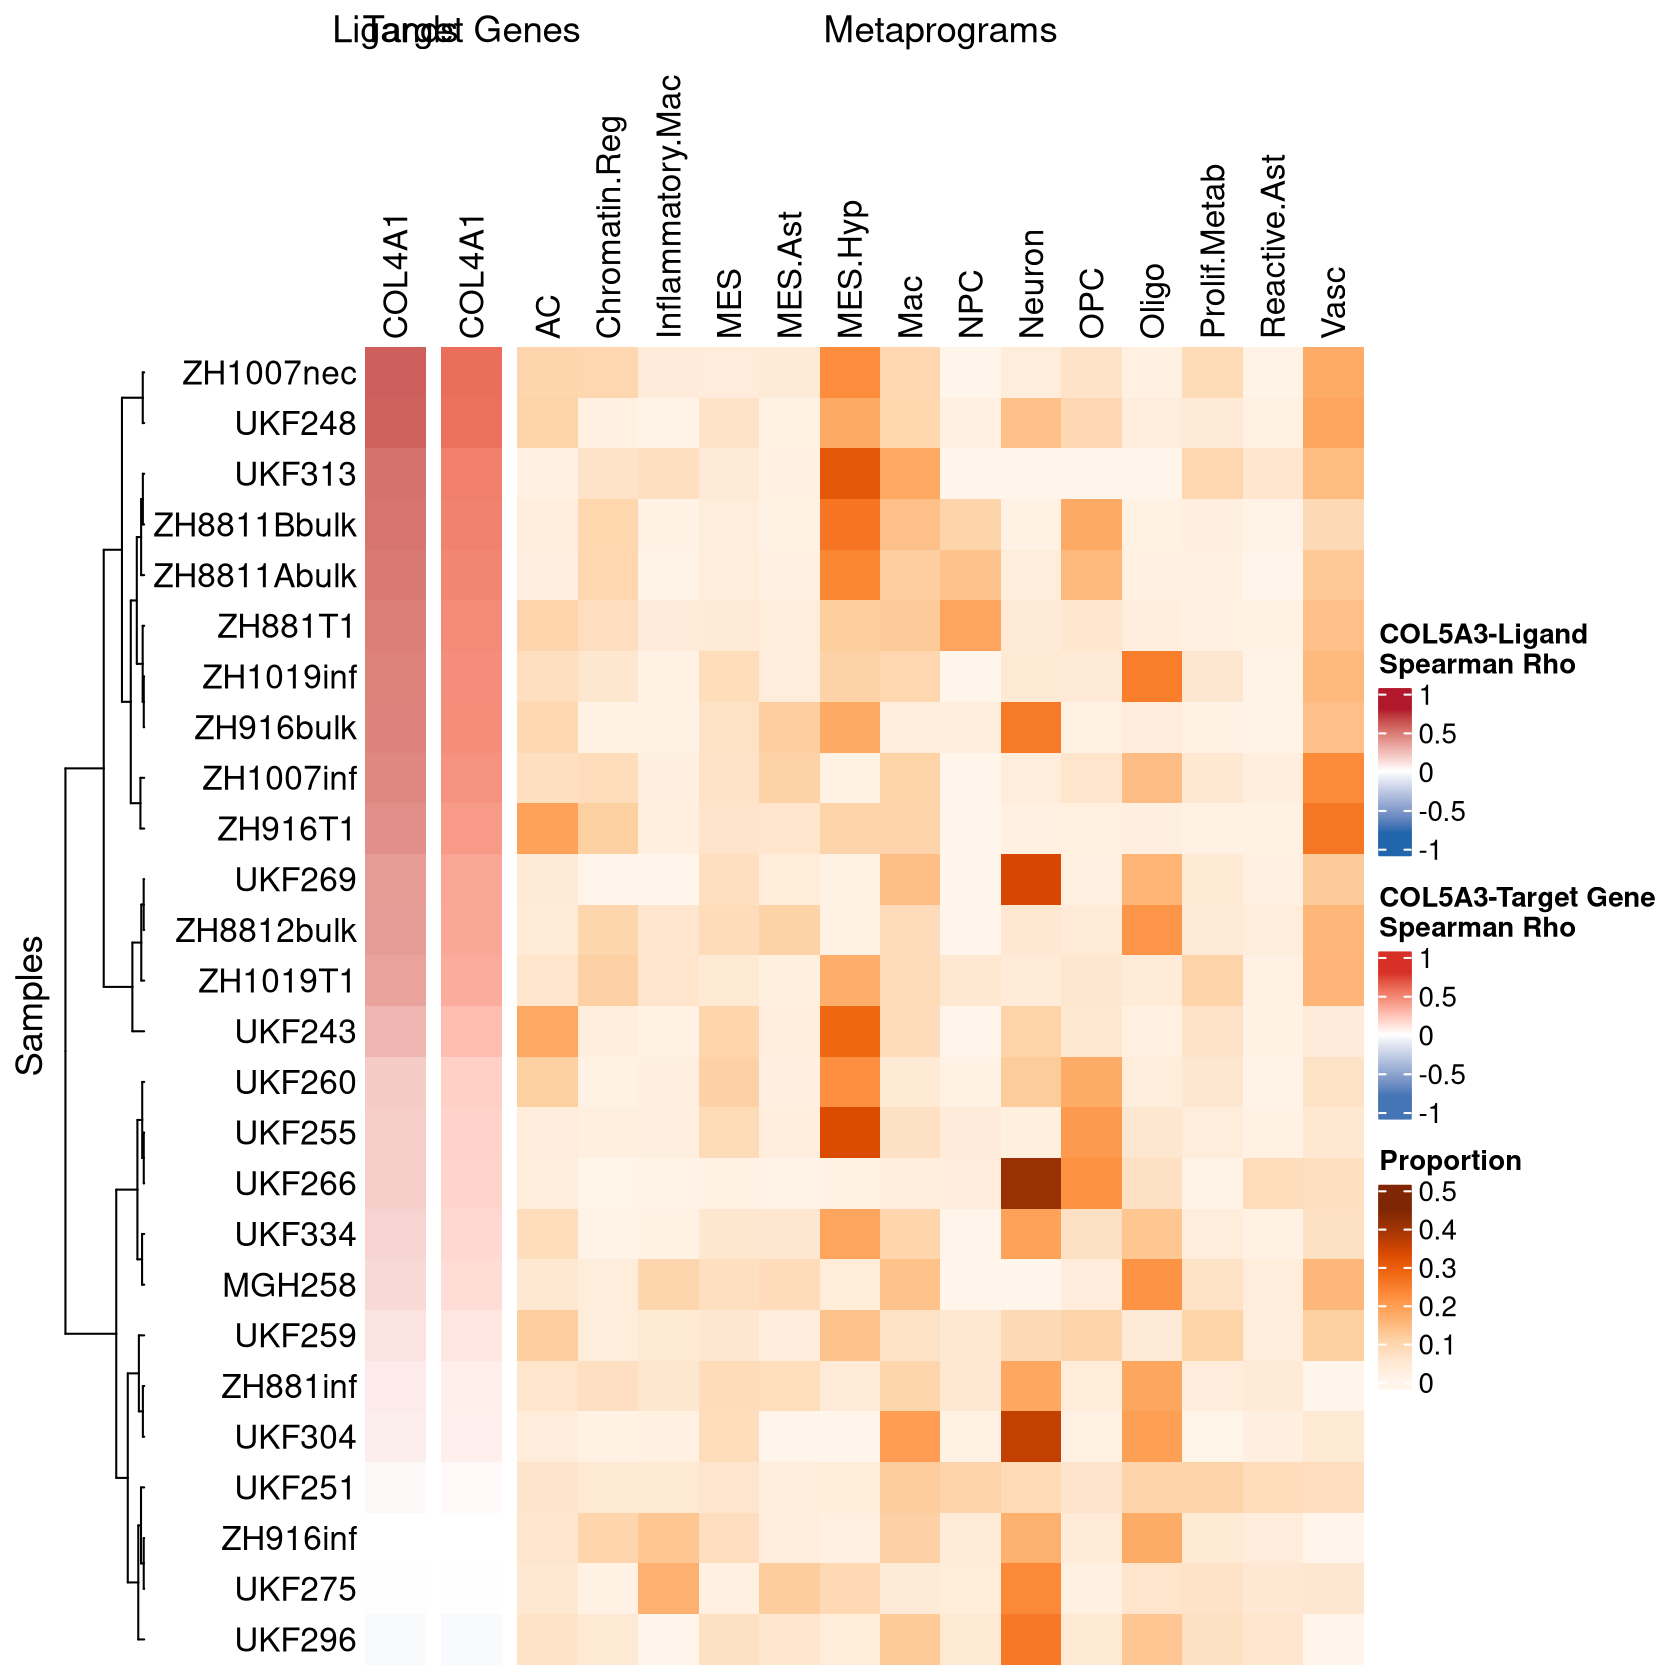 Ligands
Target Genes
Metaprograms
COL4A1
COL4A1
AC
Chromatin.Reg
Inflammatory.Mac
MES
MES.Ast
MES.Hyp
Mac
NPC
Neuron
OPC
Oligo
Prolif.Metab
Reactive.Ast
Vasc
Samples
ZH1007nec
UKF248
UKF313
ZH8811Bbulk
ZH8811Abulk
ZH881T1
ZH1019inf
ZH916bulk
ZH1007inf
ZH916T1
UKF269
ZH8812bulk
ZH1019T1
UKF243
UKF260
UKF255
UKF266
UKF334
MGH258
UKF259
ZH881inf
UKF304
UKF251
ZH916inf
UKF275
UKF296
COL5A3-Ligand
Spearman Rho
1
0.5
0
-0.5
-1
COL5A3-Target Gene
Spearman Rho
1
0.5
0
-0.5
-1
Proportion
0.5
0.4
0.3
0.2
0.1
0